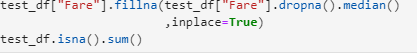 test_df["Fare"].fillna(test_df["Fare"].dropna().median()
,inplace=True)
test_df.isna().sum()